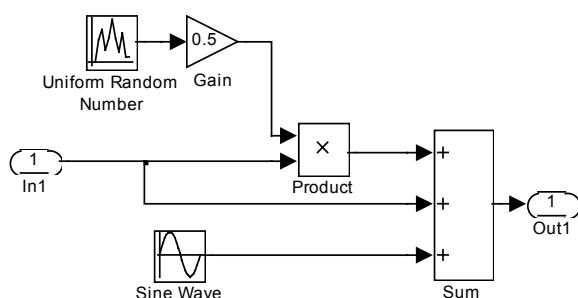 0.5
Uniform Random
Number
Gain
×
Product
1
In1
+
+
+
Sum
1
Out1
Sine Wave